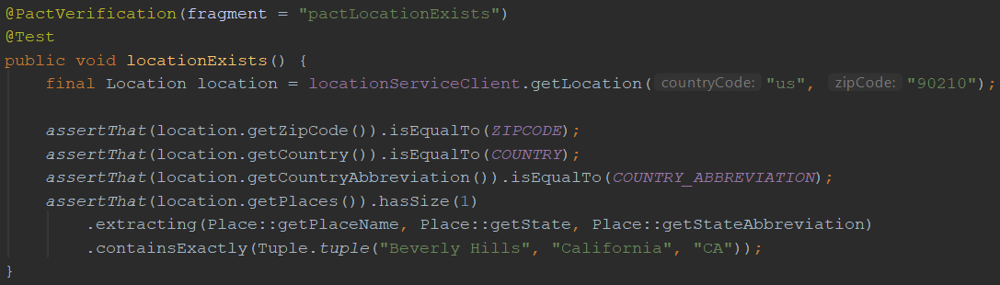 @PactVerification(fragment = "pactLocationExists")
@Test
public void locationExists() {
    final Location location = locationServiceClient.getLocation( countryCode: "us", zipCode: "90210");

    assertThat(location.getZipCode()).isEqualTo(ZIPCODE);
    assertThat(location.getCountry()).isEqualTo(COUNTRY);
    assertThat(location.getCountryAbbreviation()).isEqualTo(COUNTRY_ABBREVIATION);
    assertThat(location.getPlaces()).hasSize(1)
        .extracting(Place::getPlaceName, Place::getState, Place::getStateAbbreviation)
        .containsExactly(Tuple.tuple("Beverly Hills", "California", "CA"));
}